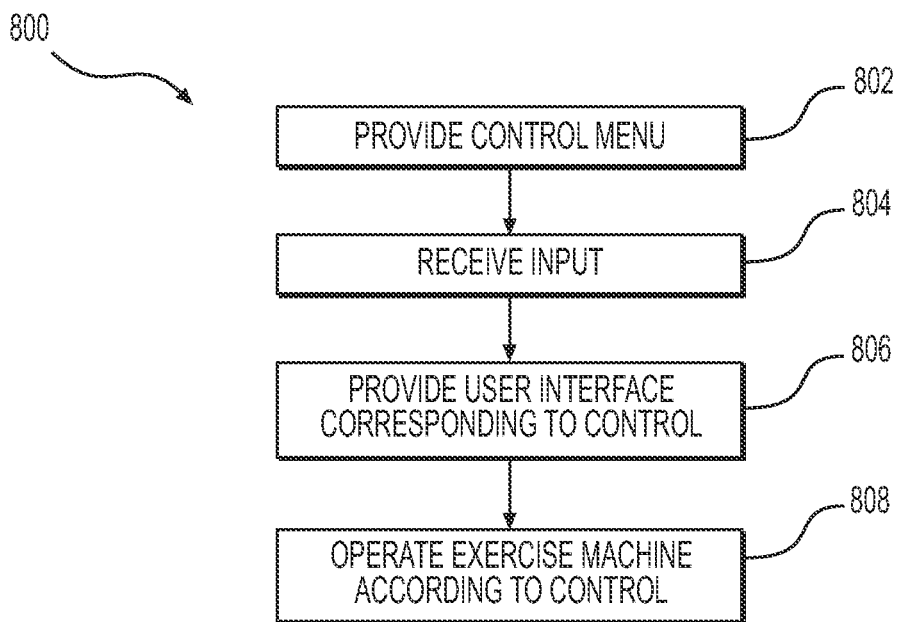 800
802
PROVIDE CONTROL MENU
804
RECEIVE INPUT
806
PROVIDE USER INTERFACE
CORRESPONDING TO CONTROL
808
OPERATE EXERCISE MACHINE
ACCORDING TO CONTROL